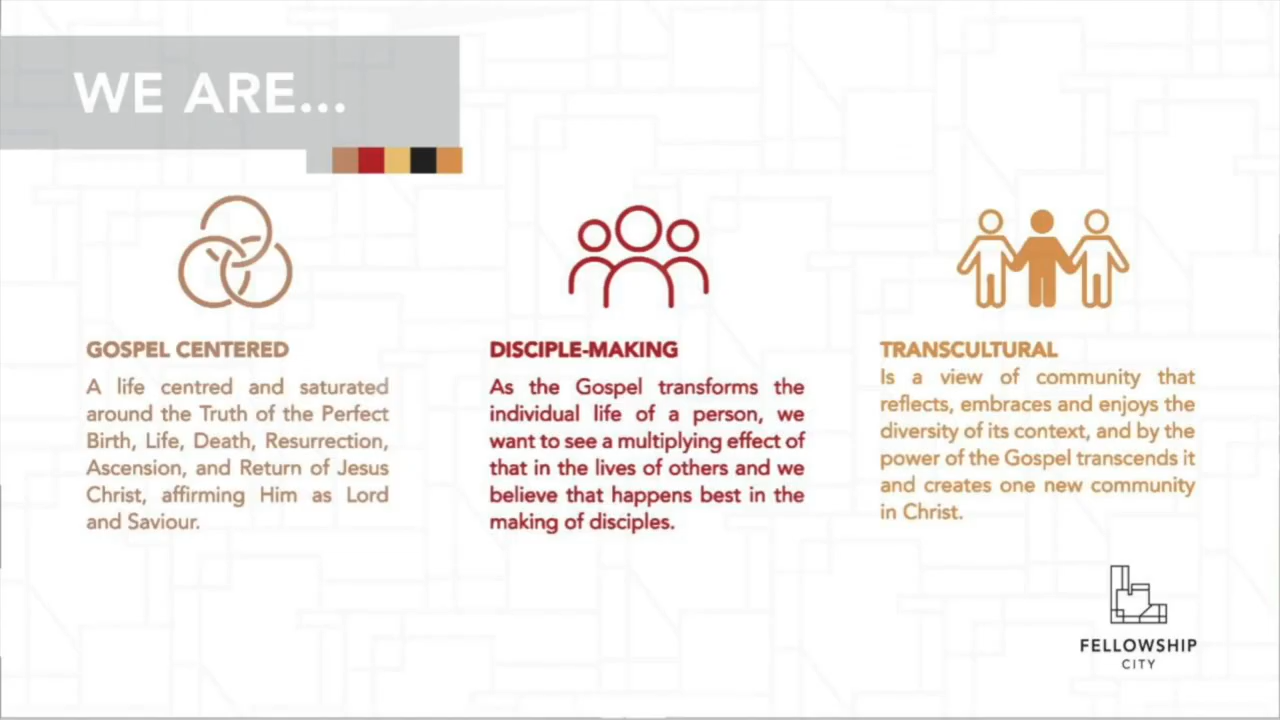 WE ARE...
GOSPEL CENTERED
A life centred and saturated
around the Truth of the Perfect
Birth, Life, Death, Resurrection,
Ascension, and Return of Jesus
Christ, affirming Him as Lord
and Saviour.
DISCIPLE-MAKING
As the Gospel transforms the
individual life of a person, we
want to see a multiplying effect of
that in the lives of others and we
believe that happens best in the
making of disciples.
TRANSCULTURAL
Is a view of community that
reflects, embraces and enjoys the
diversity of its context, and by the
power of the Gospel transcends it
and creates one new community
in Christ.
FELLOWSHIP
CITY